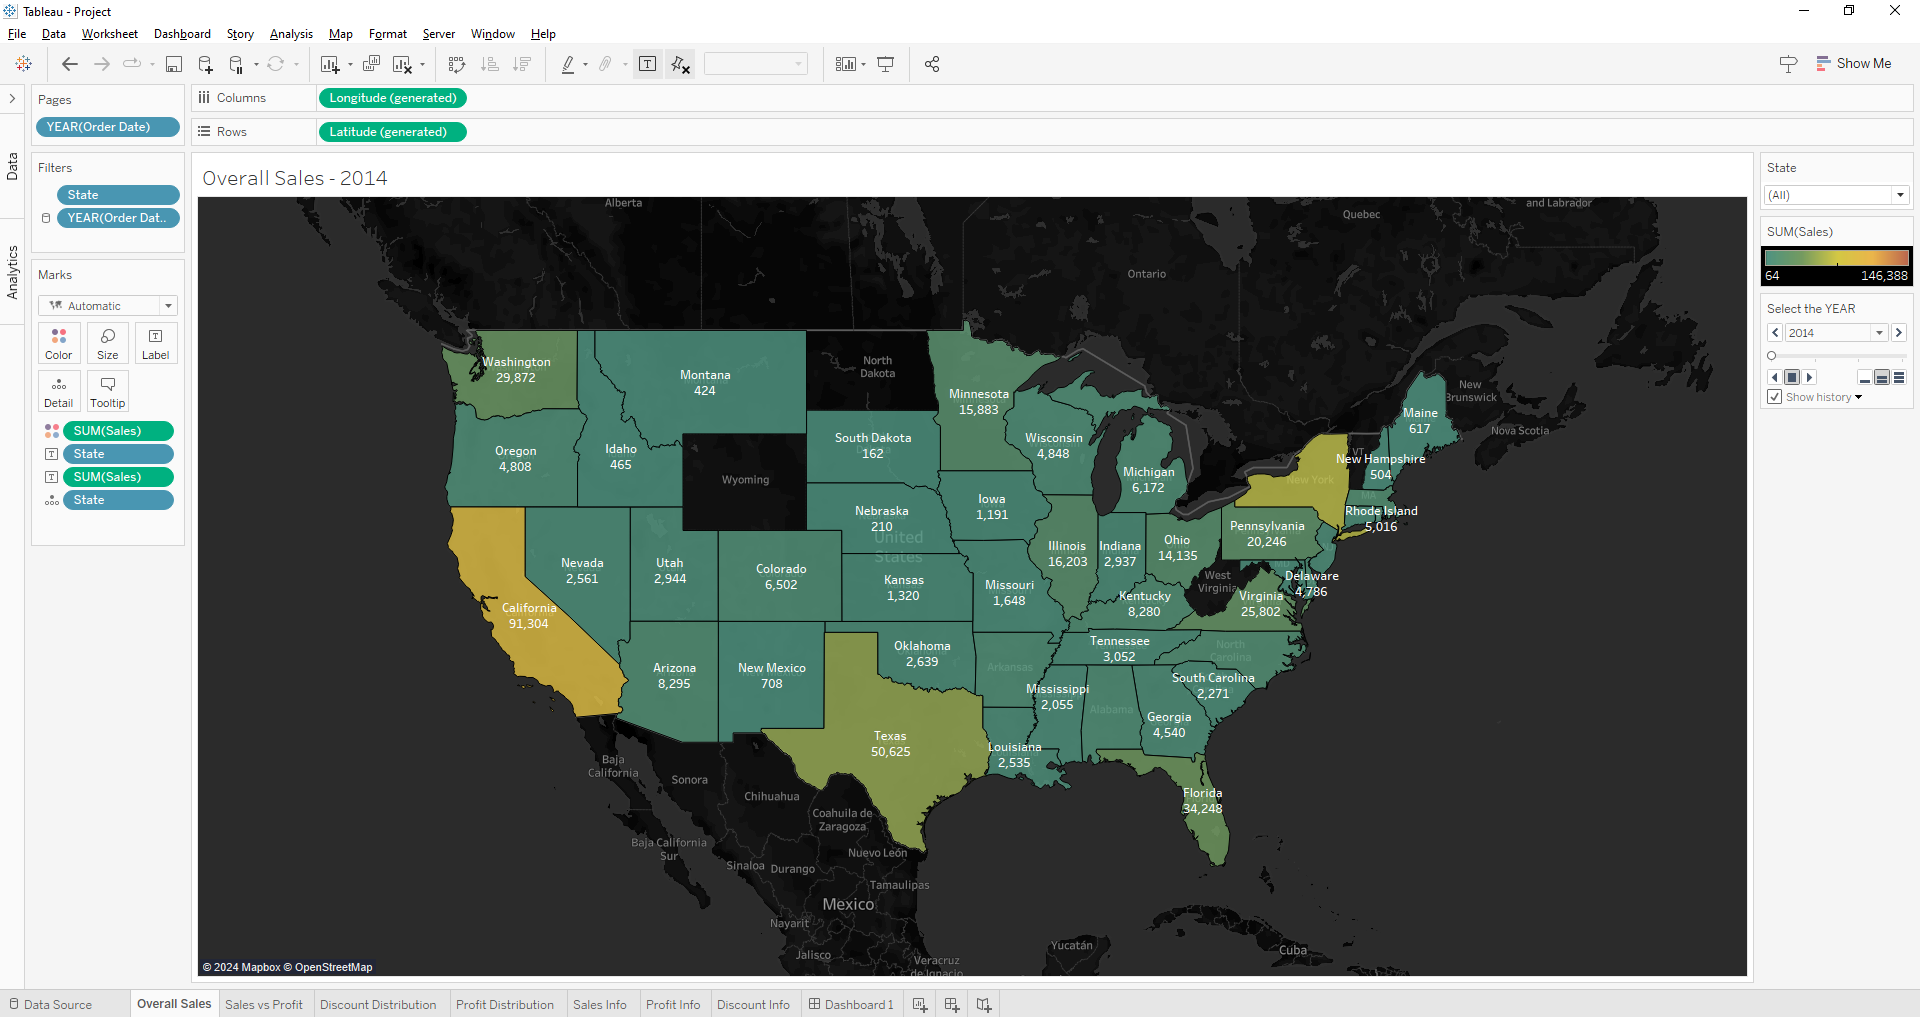 Tableau - Project
File Data Worksheet Dashboard Story Analysis Map Format Server Window Help
Show Me
Pages
YEAR(Order Date)
Columns
Longitude (generated)
Rows
Latitude (generated)
Data
Analytics
Filters
State
YEAR(Order Dat..
Marks
Automatic
Color Size Label
Detail Tooltip
SUM(Sales)
State
SUM(Sales)
State
Overall Sales - 2014
Alberta
Quebec
and Labrador
Ontario
Washington
29,872
Montana
424
North
Dakota
Minnesota
15,883
New
Brunswick
Maine
617
Nova Scotia
Oregon
4,808
Idaho
465
South Dakota
162
Wisconsin
4,848
Michigan
6,172
VT
New Hampshire
504
Wyoming
New York
MA
Nebraska
210
Iowa
1,191
Rhode Island
5,016
United
States
Pennsylvania
20,246
Illinois
16,203
Indiana
2,937
Ohio
14,135
Nevada
2,561
Utah
2,944
Colorado
6,502
Kansas
1,320
Missouri
1,648
West
Virginia
MD
Delaware
4,786
Kentucky
8,280
Virginia
25,802
California
91,304
Tennessee
3,052
North
Carolina
Oklahoma
2,639
Arkansas
Arizona
8,295
New Mexico
708
South Carolina
2,271
Mississippi
2,055
Alabama
Georgia
4,540
Texas
50,625
Louisiana
2,535
Florida
34,248
Baja
California
Sonora
Chihuahua
Coahuila de
Zaragoza
Baja California
Sur
Nuevo León
Sinaloa
Durango
Tamaulipas
Mexico
Nayarit
Jalisco
Yucatán
Cuba
Veracruz
de Ignacio
© 2024 Mapbox © OpenStreetMap
State
(All)
SUM(Sales)
64 146,388
Select the YEAR
2014
Show history
Data Source
Overall Sales
Sales vs Profit
Discount Distribution
Profit Distribution
Sales Info
Profit Info
Discount Info
Dashboard 1